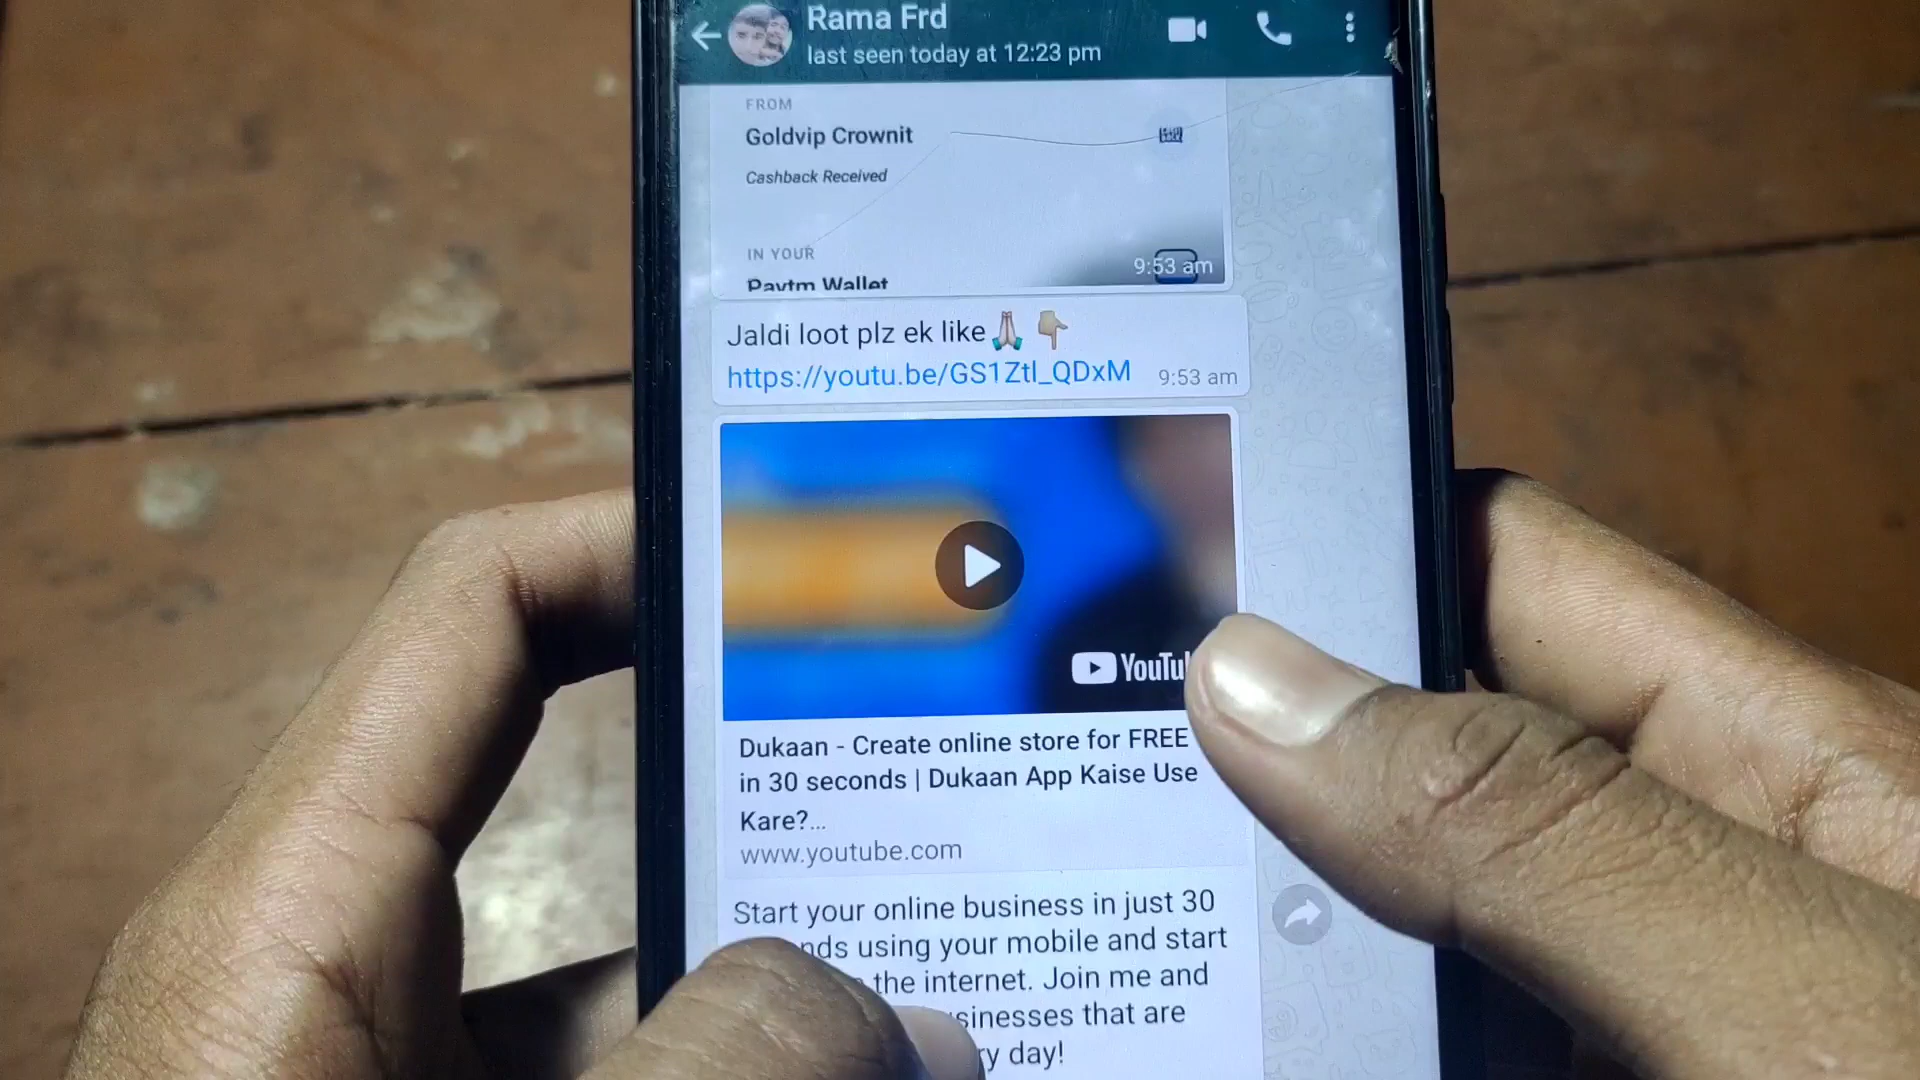 Rama Frd
last seen today at 12:23 pm
FROM
Goldvip Crownit
Cashback Received
IN YOUR
Paytm Wallet
9:53 am
Jaldi loot plz ek like🙏 👇
https://youtu.be/GS1Ztl_QDxM 9:53 am
YouTu
Dukaan - Create online store for FREE
in 30 seconds | Dukaan App Kaise Use
Kare?...
www.youtube.com
Start your online business in just 30
using your mobile and start
the internet. Join me and
that are
day!